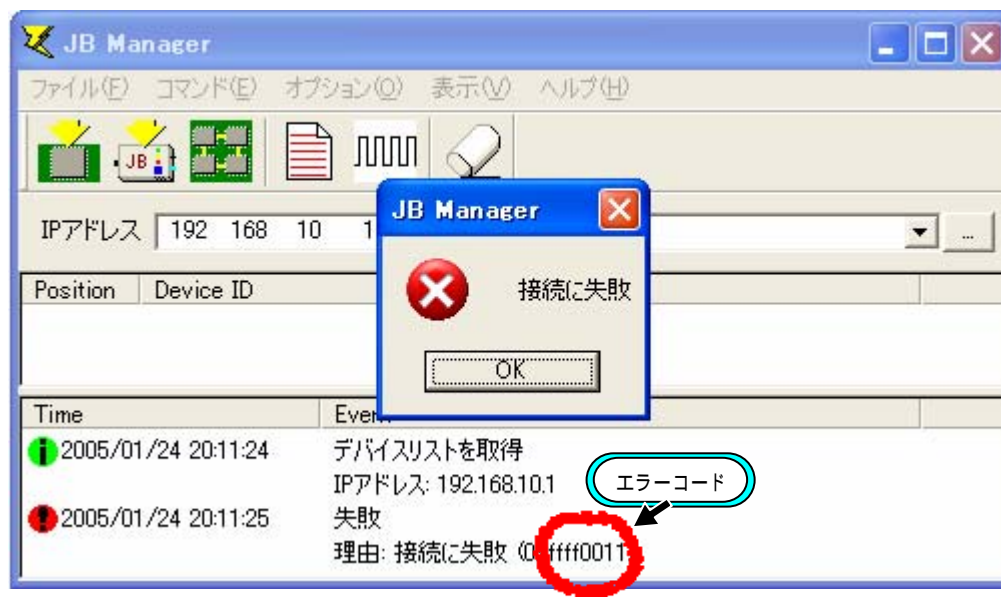 JB Manager
ファイル(F) コマンド(E) オプション(O) 表示(V) ヘルプ(H)
JB
IPアドレス 192 168 10 1 ...
JB Manager
接続に失敗
OK
Position Device ID
Time
2005/01/24 20:11:24 デバイスリストを取得
IPアドレス: 192.168.10.1
エラーコード
2005/01/24 20:11:25 失敗
理由: 接続に失敗 ffff0011